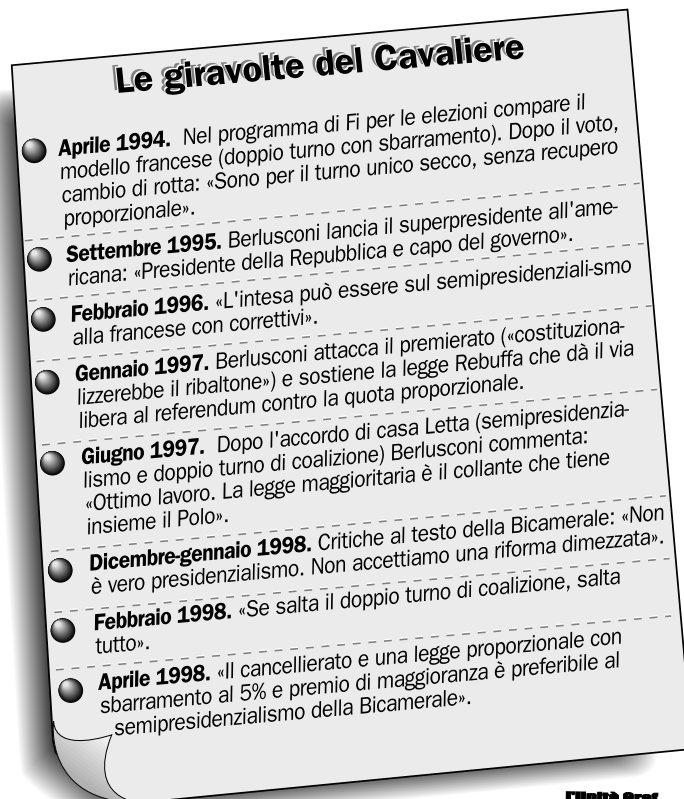 Le giravolte del Cavaliere
Aprile 1994. Nel programma di Fi per le elezioni compare il
modello francese (doppio turno con sbarramento). Dopo il voto,
cambio di rotta: «Sono per il turno unico secco, senza recupero
proporzionale».
Settembre 1995. Berlusconi lancia il superpresidente all'ame-
ricana: «Presidente della Repubblica e capo del governo».
Febbraio 1996. «L'intesa può essere sul semipresidenziali-smo
alla francese con correttivi».
Gennaio 1997. Berlusconi attacca il premierato («costituziona-
lizzerebbe il ribaltone») e sostiene la legge Rebuffa che dà il via
libera al referendum contro la quota proporzionale.
Giugno 1997. Dopo l'accordo di casa Letta (semipresidenzia-
lismo e doppio turno di coalizione) Berlusconi commenta:
«Ottimo lavoro. La legge maggioritaria è il collante che tiene
insieme il Polo».
Dicembre-gennaio 1998. Critiche al testo della Bicamerale: «Non
è vero presidenzialismo. Non accettiamo una riforma dimezzata».
Febbraio 1998. «Se salta il doppio turno di coalizione, salta
tutto».
Aprile 1998. «Il cancellierato e una legge proporzionale con
sbarramento al 5% e premio di maggioranza è preferibile al
semipresidenzialismo della Bicamerale».